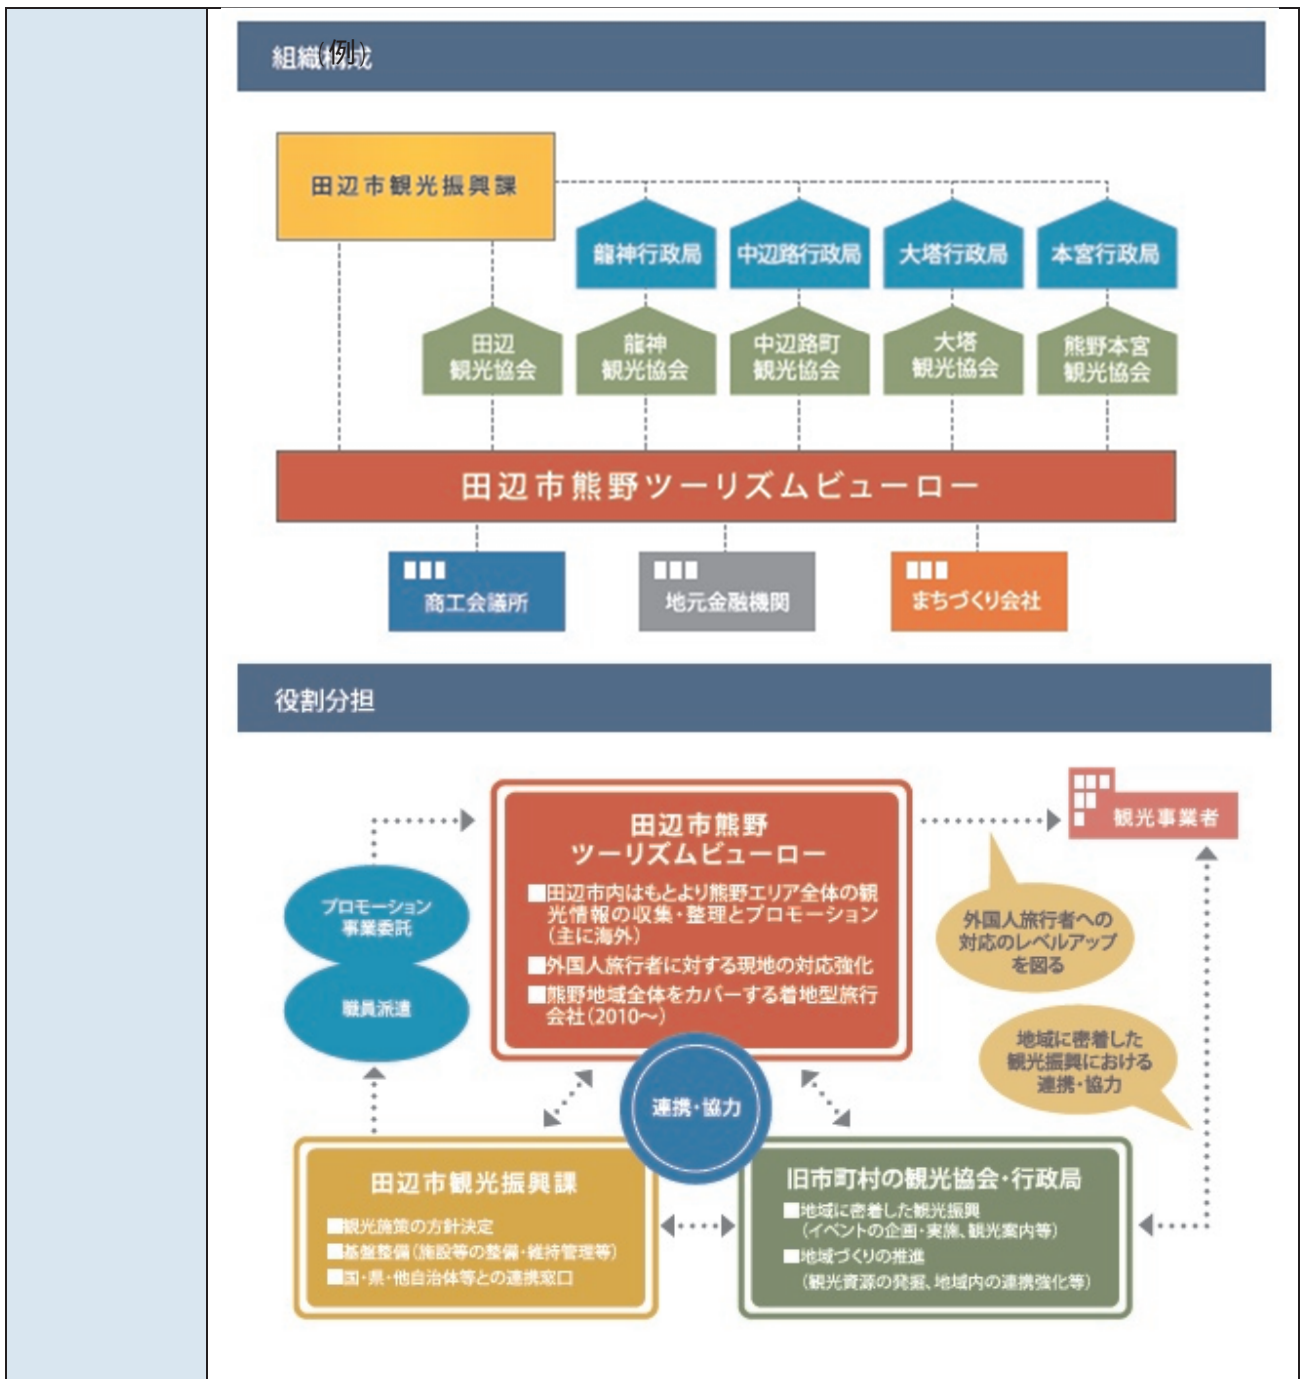 組織構成
(例)
田辺市観光振興課
龍神行政局
中辺路行政局
大塔行政局
本宮行政局
田辺
観光協会
龍神
観光協会
中辺路町
観光協会
大塔
観光協会
熊野本宮
観光協会
田辺市熊野ツーリズムビューロー
商工会議所
地元金融機関
まちづくり会社
役割分担
田辺市熊野
ツーリズムビューロー
■田辺市内はもとより熊野エリア全体の観
光情報の収集・整理とプロモーション
(主に海外)
■外国人旅行者に対する現地の対応強化
■熊野地域全体をカバーする着地型旅行
会社(2010〜)
観光事業者
プロモーション
事業委託
職員派遣
外国人旅行者への
対応のレベルアップ
を図る
地域に密着した
観光振興における
連携・協力
連携・協力
田辺市観光振興課
■観光施策の方針決定
■基盤整備(施設等の整備・維持管理等)
■国・県・他自治体等との連携窓口
旧市町村の観光協会・行政局
■地域に密着した観光振興
(イベントの企画・実施、観光案内等)
■地域づくりの推進
(観光資源の発掘、地域内の連携強化等)